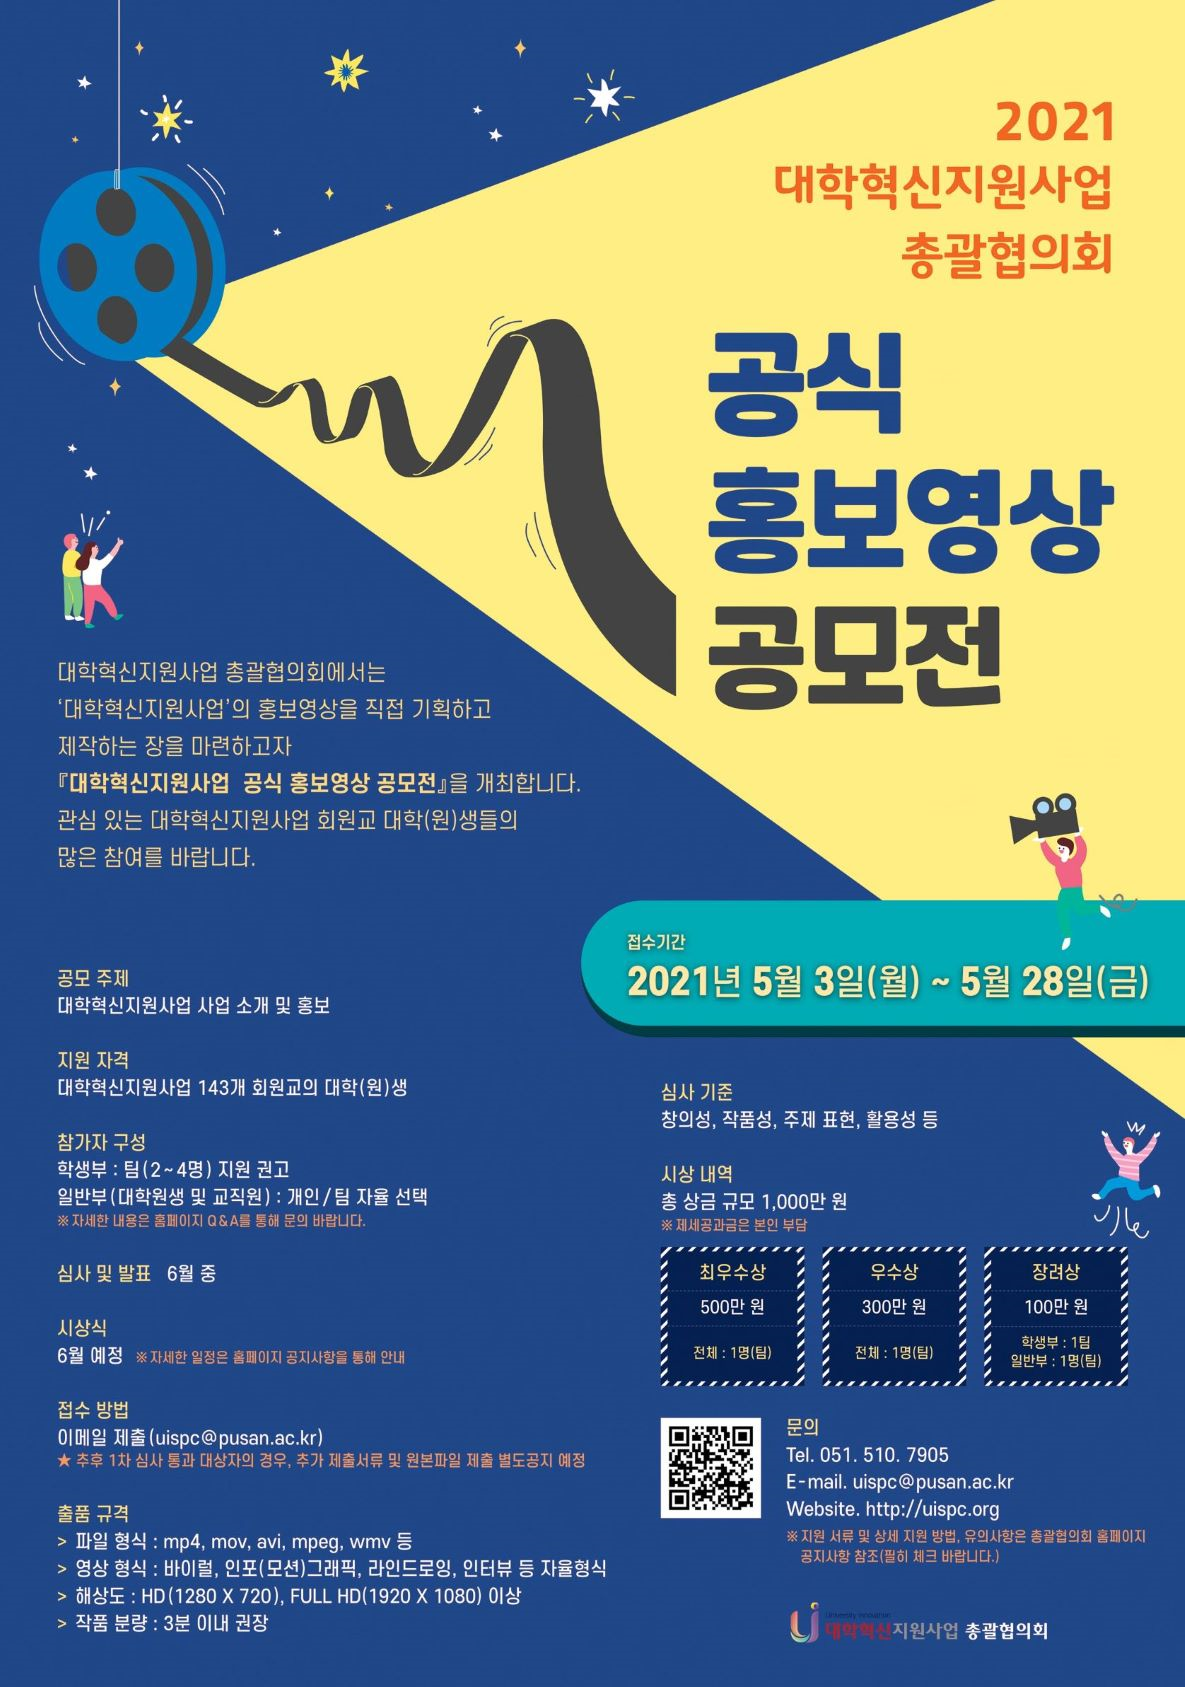 2021
대학혁신지원사업
총괄협의회
공식
홍보영상
공모전
대학혁신지원사업 총괄협의회에서는
‘대학혁신지원사업’의 홍보영상을 직접 기획하고
제작하는 장을 마련하고자
『대학혁신지원사업 공식 홍보영상 공모전』을 개최합니다.
관심 있는 대학혁신지원사업 회원교 대학(원)생들의
많은 참여를 바랍니다.
접수기간
2021년 5월 3일(월) ~ 5월 28일(금)
공모 주제
대학혁신지원사업 사업 소개 및 홍보
지원 자격
대학혁신지원사업 143개 회원교의 대학(원)생
참가자 구성
학생부 : 팀(2~4명) 지원 권고
일반부(대학원생 및 교직원) : 개인/팀 자율 선택
※ 자세한 내용은 홈페이지 Q&A를 통해 문의 바랍니다.
심사 및 발표 6월 중
시상식
6월 예정 ※ 자세한 일정은 홈페이지 공지사항을 통해 안내
접수 방법
이메일 제출(uispc@pusan.ac.kr)
★ 추후 1차 심사 통과 대상자의 경우, 추가 제출서류 및 원본파일 제출 별도공지 예정
출품 규격
> 파일 형식 : mp4, mov, avi, mpeg, wmv 등
> 영상 형식 : 바이럴, 인포(모션)그래픽, 라인드로잉, 인터뷰 등 자율형식
> 해상도 : HD(1280 X 720), FULL HD(1920 X 1080) 이상
> 작품 분량 : 3분 이내 권장
심사 기준
창의성, 작품성, 주제 표현, 활용성 등
시상 내역
총 상금 규모 1,000만 원
※ 제세공과금은 본인 부담
최우수상
500만 원
전체 : 1명(팀)
우수상
300만 원
전체 : 1명(팀)
장려상
100만 원
학생부 : 1팀
일반부 : 1명(팀)
문의
Tel. 051. 510. 7905
E-mail. uispc@pusan.ac.kr
Website. http://uispc.org
※ 지원 서류 및 상세 지원 방법, 유의사항은 총괄협의회 홈페이지
공지사항 참조(필히 체크 바랍니다.)
University Innovation
대학혁신지원사업 총괄협의회